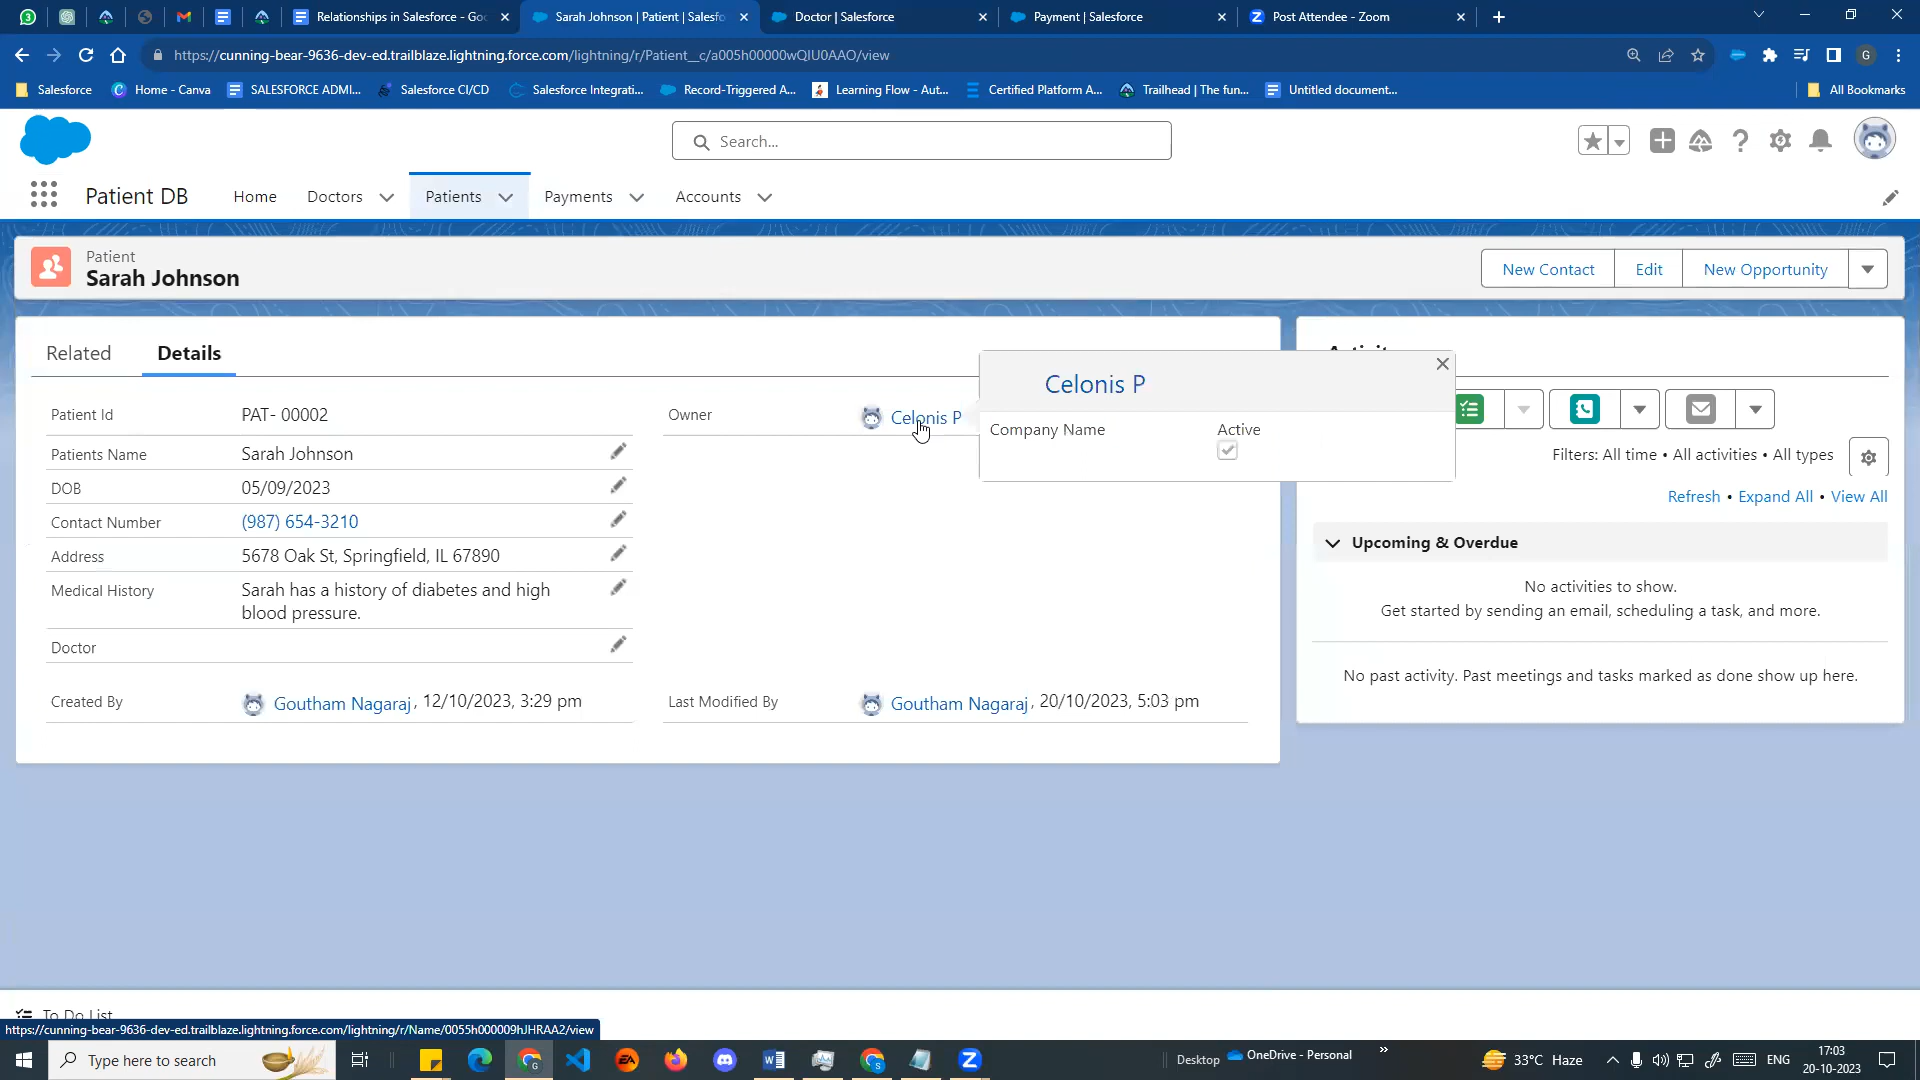 Relationships in Salesforce - Goo
Sarah Johnson | Patient | Salesfo
Doctor | Salesforce
Payment | Salesforce
Post Attendee - Zoom
https://cunning-bear-9636-dev-ed.trailblaze.lightning.force.com/lightning/r/Patient__c/a005h00000wQIU0AAO/view
G
Salesforce
Home - Canva
SALESFORCE ADMI...
Salesforce CI/CD
Salesforce Integrati...
Record-Triggered A...
Learning Flow - Aut...
Certified Platform A...
Trailhead | The fun...
Untitled document...
All Bookmarks
Search...
Patient DB
Home
Doctors
Patients
Payments
Accounts
Patient
Sarah Johnson
New Contact
Edit
New Opportunity
Related
Details
Celonis P
Company Name
Active
Patient Id PAT- 00002
Owner Celonis P
Patients Name Sarah Johnson
DOB 05/09/2023
Contact Number (987) 654-3210
Address 5678 Oak St, Springfield, IL 67890
Medical History Sarah has a history of diabetes and high
blood pressure.
Doctor
Created By Goutham Nagaraj, 12/10/2023, 3:29 pm
Last Modified By Goutham Nagaraj, 20/10/2023, 5:03 pm
Filters: All time • All activities • All types
Refresh • Expand All • View All
Upcoming & Overdue
No activities to show.
Get started by sending an email, scheduling a task, and more.
No past activity. Past meetings and tasks marked as done show up here.
To Do List
https://cunning-bear-9636-dev-ed.trailblaze.lightning.force.com/lightning/r/Name/0055h000009hJHRAA2/view
Type here to search
Desktop
OneDrive - Personal
33°C Haze
ENG
17:03
20-10-2023